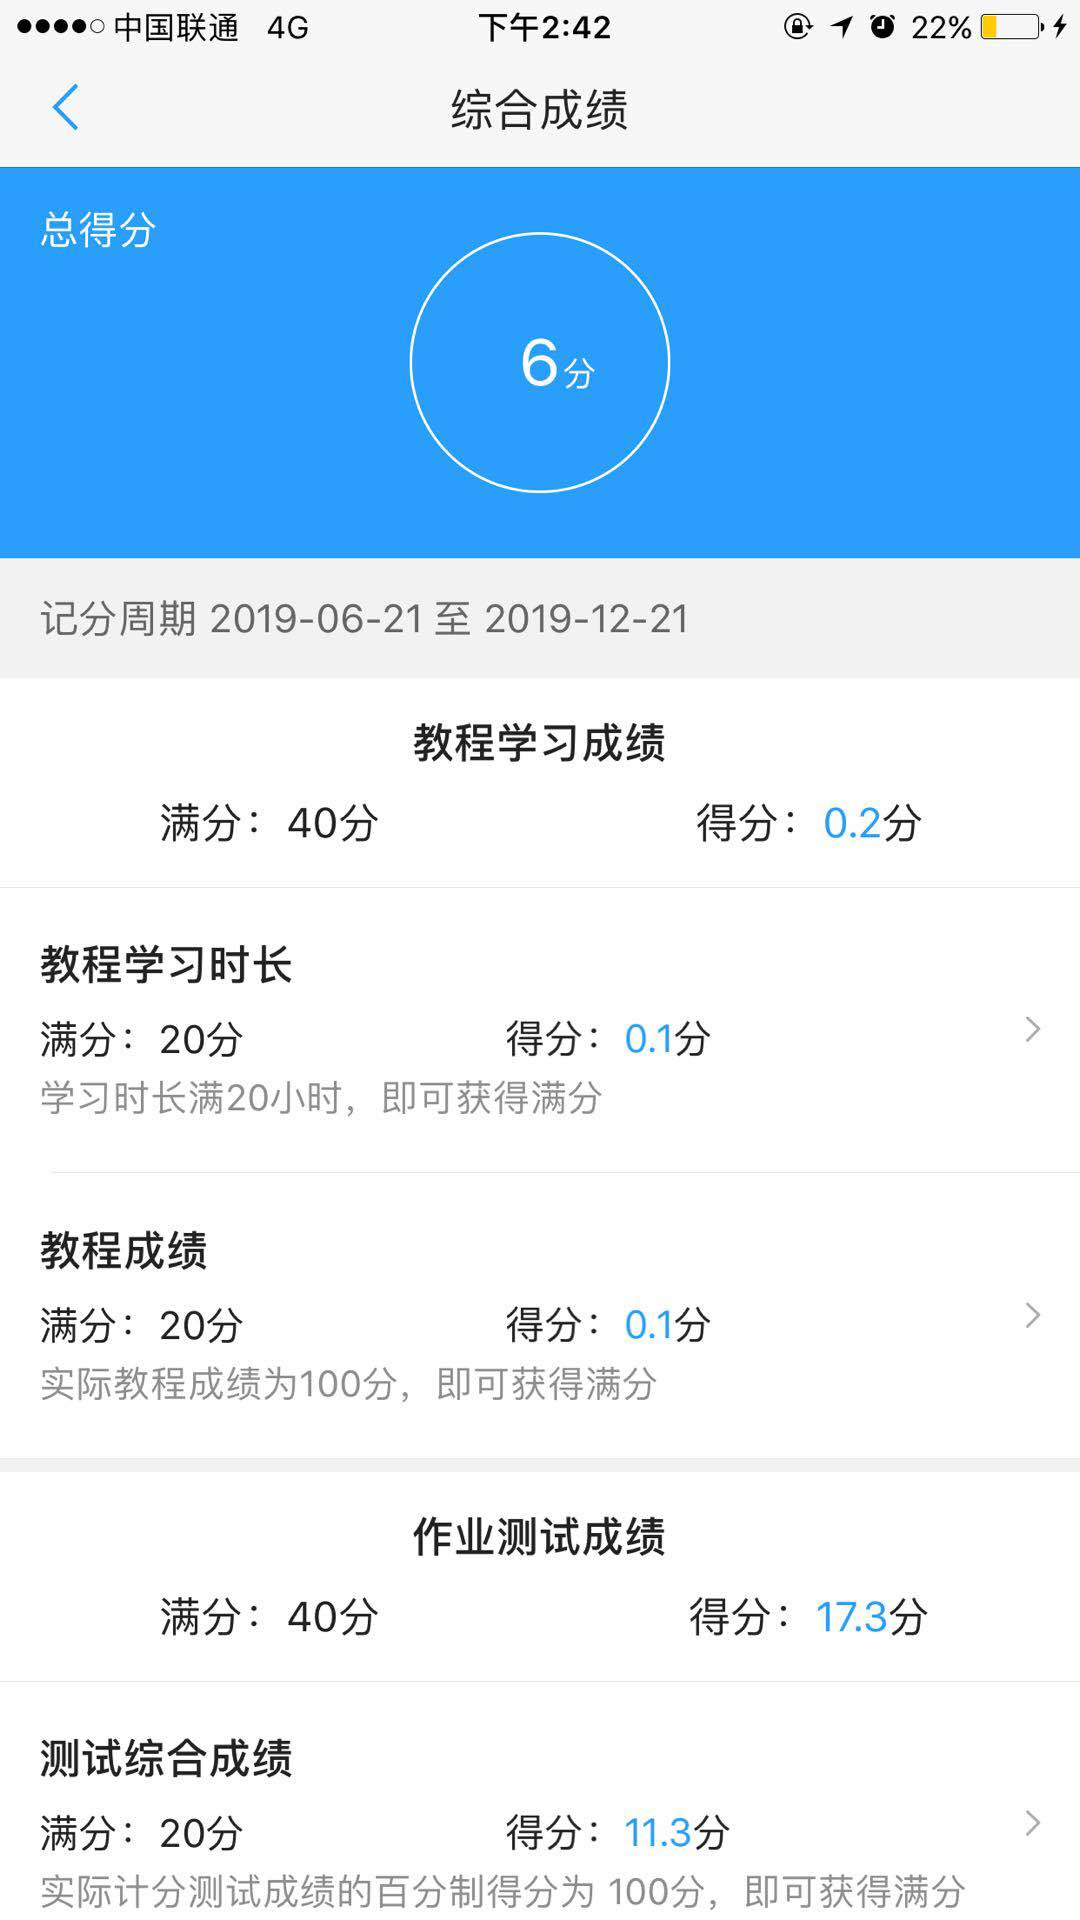 中国联通 4G 下午2:42 22%
综合成绩
总得分
6分
记分周期 2019-06-21 至 2019-12-21
教程学习成绩
满分：40分 得分：0.2分
教程学习时长
满分：20分 得分：0.1分
学习时长满20小时，即可获得满分
教程成绩
满分：20分 得分：0.1分
实际教程成绩为100分，即可获得满分
作业测试成绩
满分：40分 得分：17.3分
测试综合成绩
满分：20分 得分：11.3分
实际计分测试成绩的百分制得分为 100分，即可获得满分